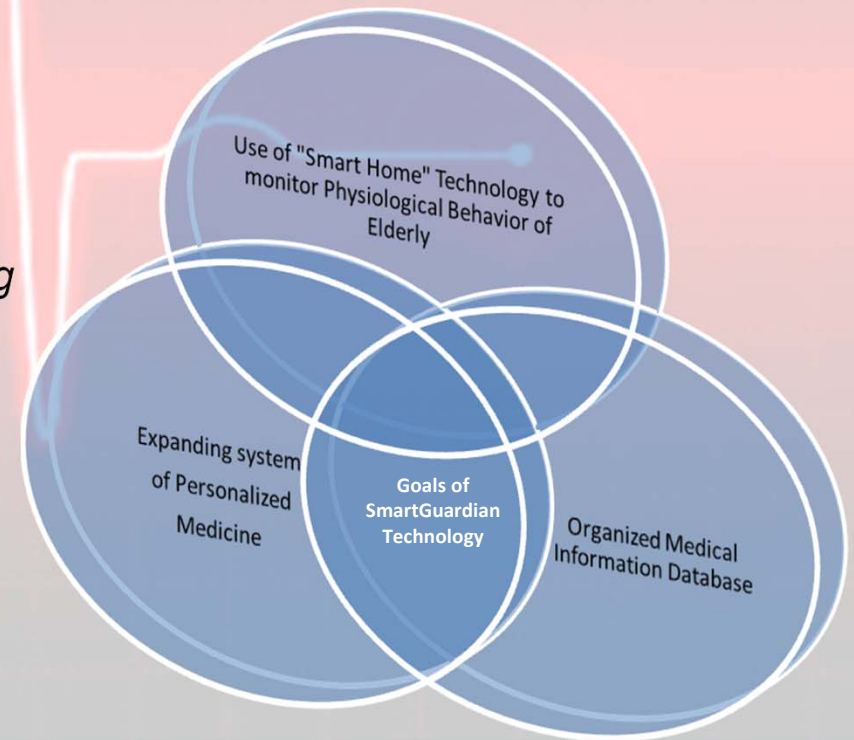 Use of "Smart Home" Technology to
monitor Physiological Behavior of
Elderly
g
Expanding system
of Personalized
Medicine
Goals of
SmartGuardian
Technology
Organized Medical
Information Database